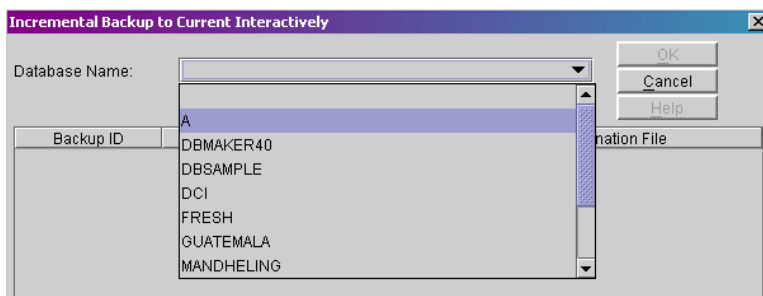 Incremental Backup to Current Interactively
Database Name:
OK
Cancel
Help
Backup ID
nation File
A
DBMAKER40
DBSAMPLE
DCI
FRESH
GUATEMALA
MANDHELING